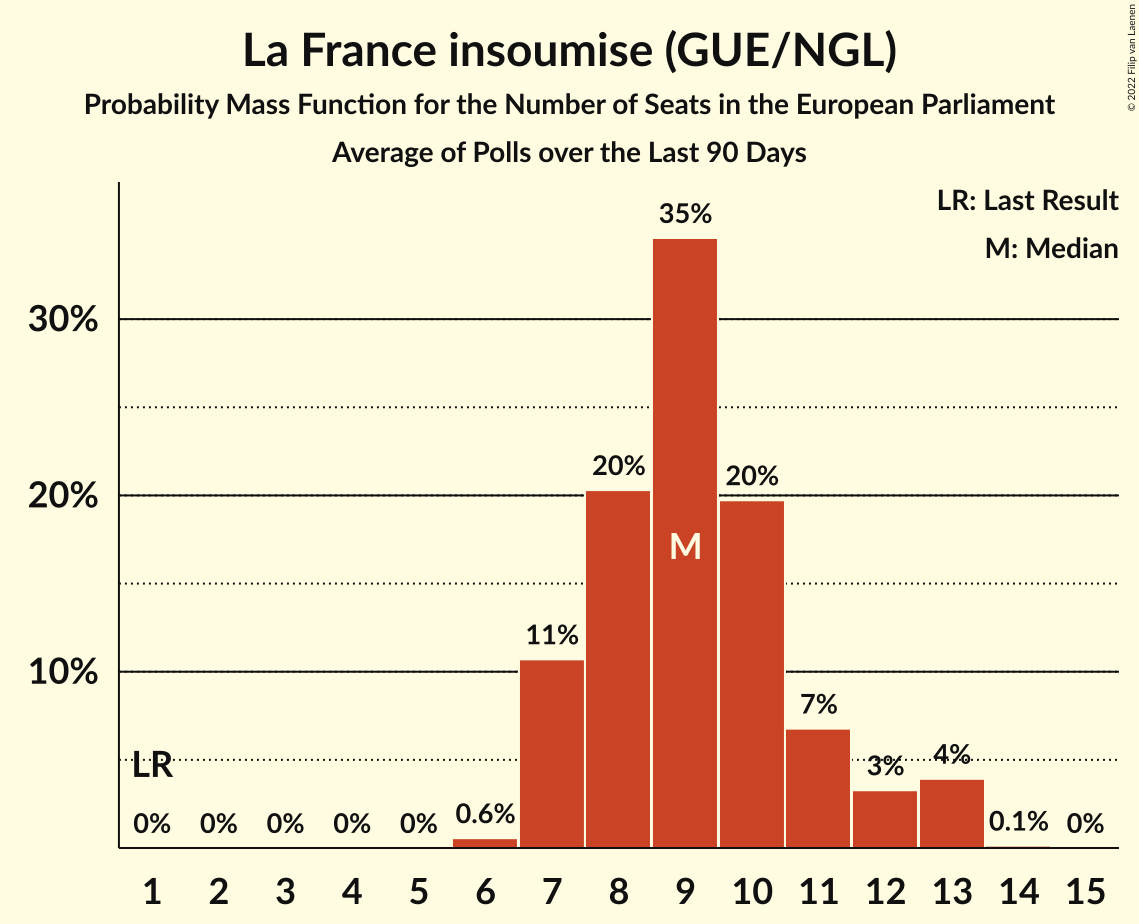 La France insoumise (GUE/NGL)
Probability Mass Function for the Number of Seats in the European Parliament
Average of Polls over the Last 90 Days
© 2022 Filip van Laenen
LR: Last Result
M: Median
35%
30%
20%
20%
20%
M
11%
10%
7%
LR
3%
4%
0%
0%
0%
0%
0%
0.6%
0.1%
0%
1 2 3 4 5 6 7 8 9 10 11 12 13 14 15